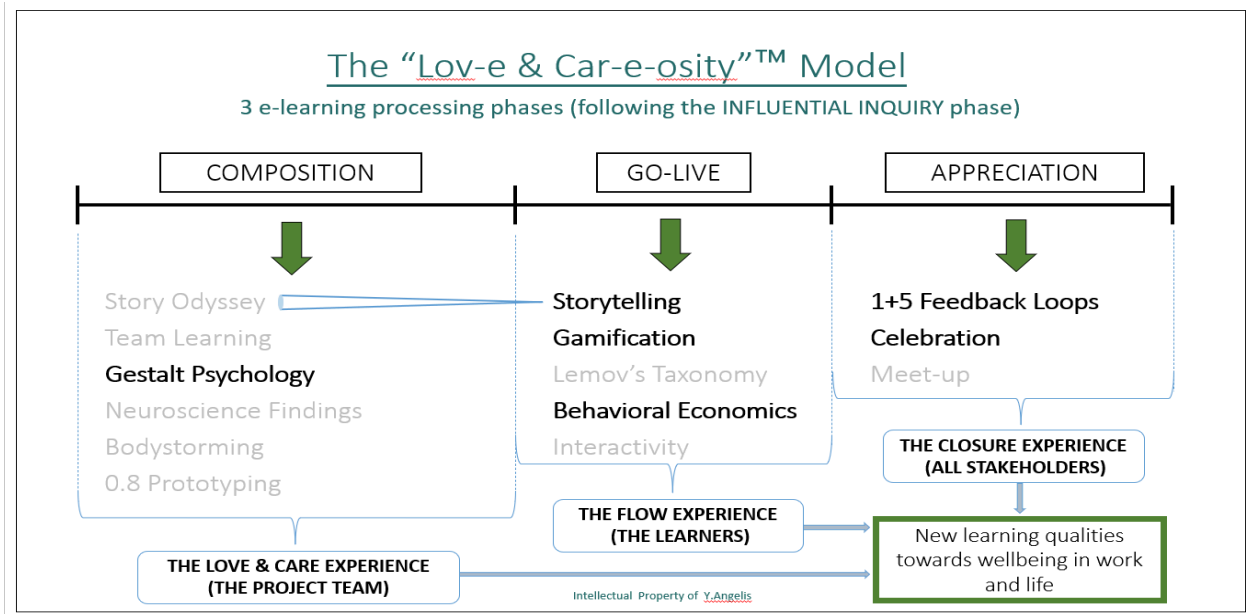 The “Lov-e & Car-e-osity”™ Model
3 e-learning processing phases (following the INFLUENTIAL INQUIRY phase)
COMPOSITION
GO-LIVE
APPRECIATION
Story Odyssey
Team Learning
Gestalt Psychology
Neuroscience Findings
Bodystorming
0.8 Prototyping
Storytelling
Gamification
Lemov’s Taxonomy
Behavioral Economics
Interactivity
1+5 Feedback Loops
Celebration
Meet-up
THE CLOSURE EXPERIENCE
(ALL STAKEHOLDERS)
THE FLOW EXPERIENCE
(THE LEARNERS)
THE LOVE & CARE EXPERIENCE
(THE PROJECT TEAM)
New learning qualities
towards wellbeing in work
and life
Intellectual Property of Y.Angelis